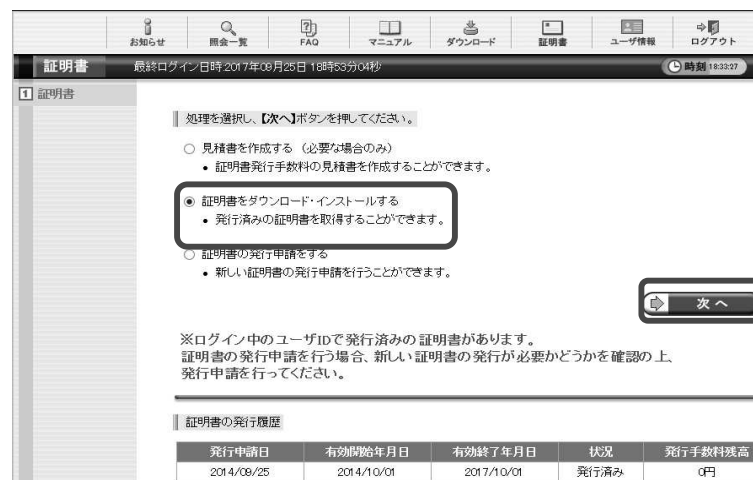 お知らせ 照会一覧 FAQ マニュアル ダウンロード 証明書 ユーザ情報 ログアウト
証明書 最終ログイン日時 2017年09月25日 18時53分04秒 時刻 18:33:27
1 証明書
処理を選択し、【次へ】ボタンを押してください。
見積書を作成する （必要な場合のみ）
• 証明書発行手数料の見積書を作成することができます。
証明書をダウンロード・インストールする
• 発行済みの証明書を取得することができます。
証明書の発行申請をする
• 新しい証明書の発行申請を行うことができます。
次へ
※ログイン中のユーザIDで発行済みの証明書があります。
証明書の発行申請を行う場合、新しい証明書の発行が必要かどうかを確認の上、
発行申請を行ってください。
証明書の発行履歴
発行申請日 有効開始年月日 有効終了年月日 状況 発行手数料残高
2014/09/25 2014/10/01 2017/10/01 発行済み 0円